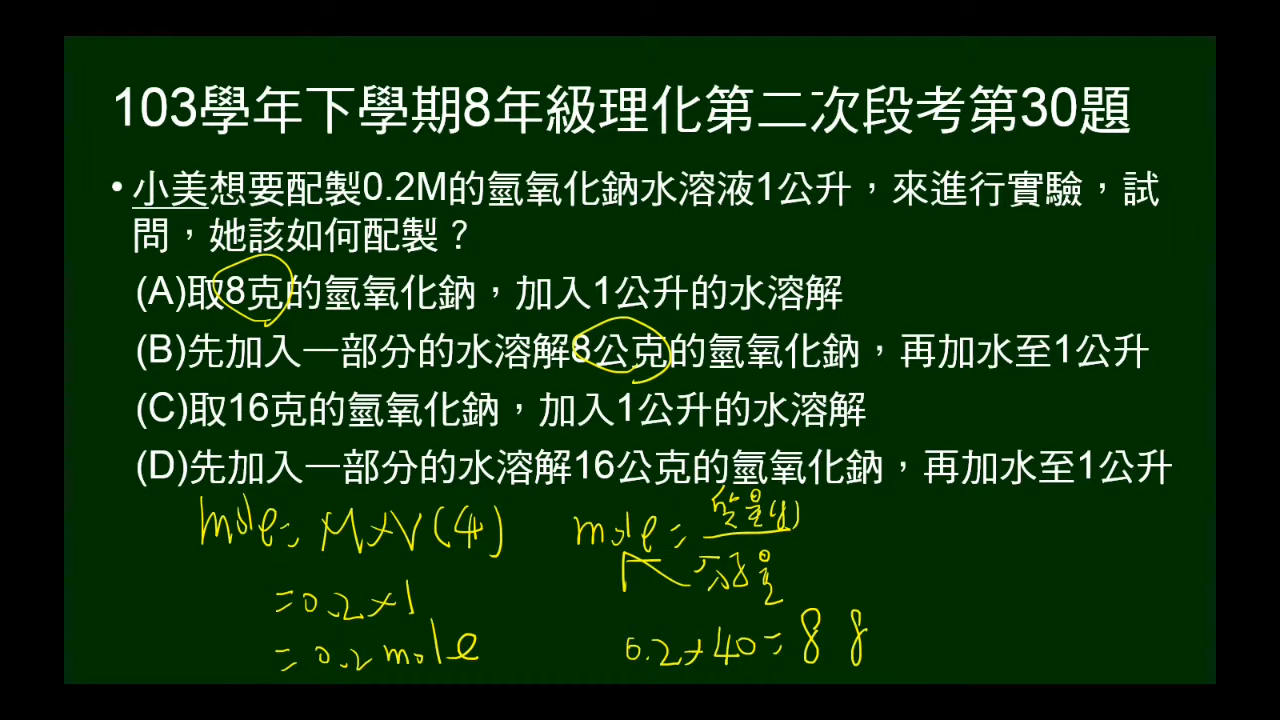 103學年下學期8年級理化第二次段考第30題
• 小美想要配製0.2M的氫氧化鈉水溶液1公升，來進行實驗，試
問，她該如何配製？
(A)取8克的氫氧化鈉，加入1公升的水溶解
(B)先加入一部分的水溶解8公克的氫氧化鈉，再加水至1公升
(C)取16克的氫氧化鈉，加入1公升的水溶解
(D)先加入一部分的水溶解16公克的氫氧化鈉，再加水至1公升
mole= M×V(升)
=0.2×1
=0.2mole
mole= 質量(g)
分子量
0.2×40=8 g